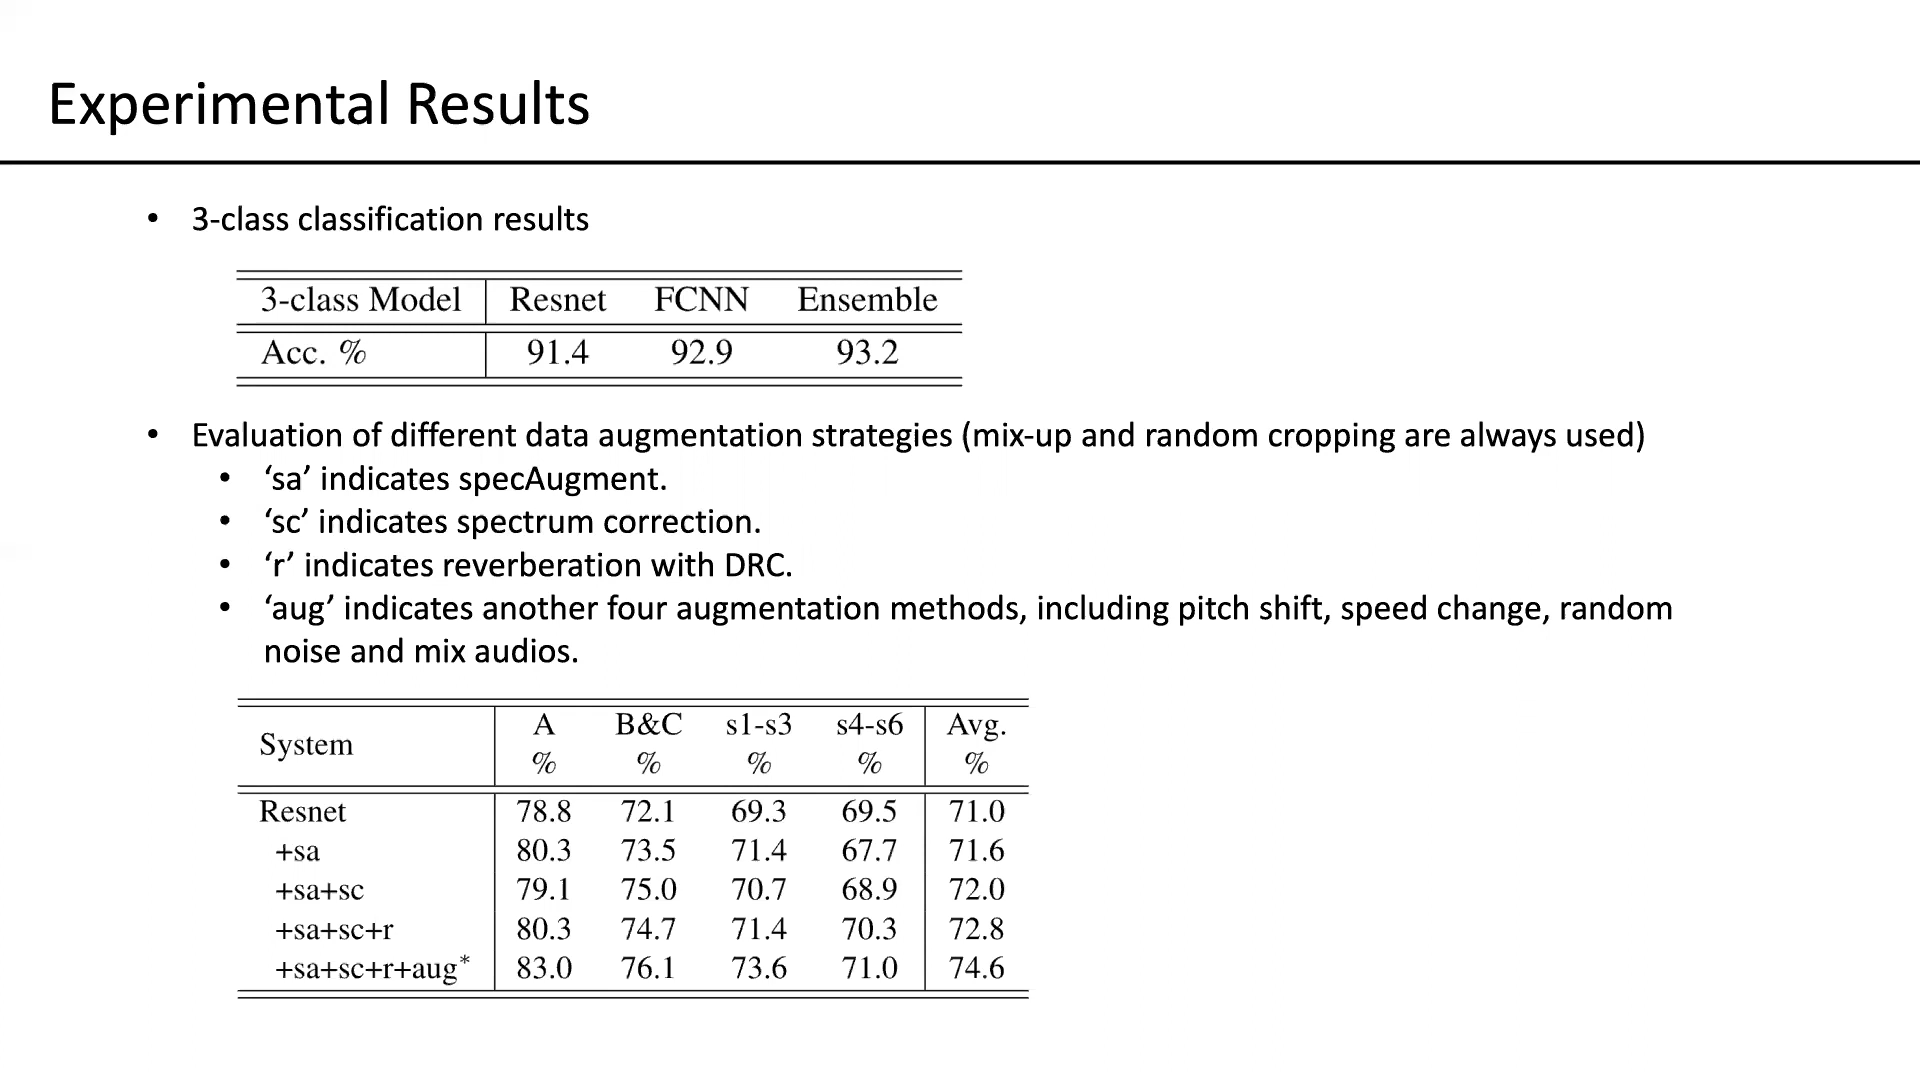 Experimental Results
• 3-class classification results
3-class Model Resnet FCNN Ensemble
Acc. % 91.4 92.9 93.2
• Evaluation of different data augmentation strategies (mix-up and random cropping are always used)
• ‘sa’ indicates specAugment.
• ‘sc’ indicates spectrum correction.
• ‘r’ indicates reverberation with DRC.
• ‘aug’ indicates another four augmentation methods, including pitch shift, speed change, random
noise and mix audios.
System A B&C s1-s3 s4-s6 Avg.
% % % % %
Resnet 78.8 72.1 69.3 69.5 71.0
+sa 80.3 73.5 71.4 67.7 71.6
+sa+sc 79.1 75.0 70.7 68.9 72.0
+sa+sc+r 80.3 74.7 71.4 70.3 72.8
+sa+sc+r+aug* 83.0 76.1 73.6 71.0 74.6